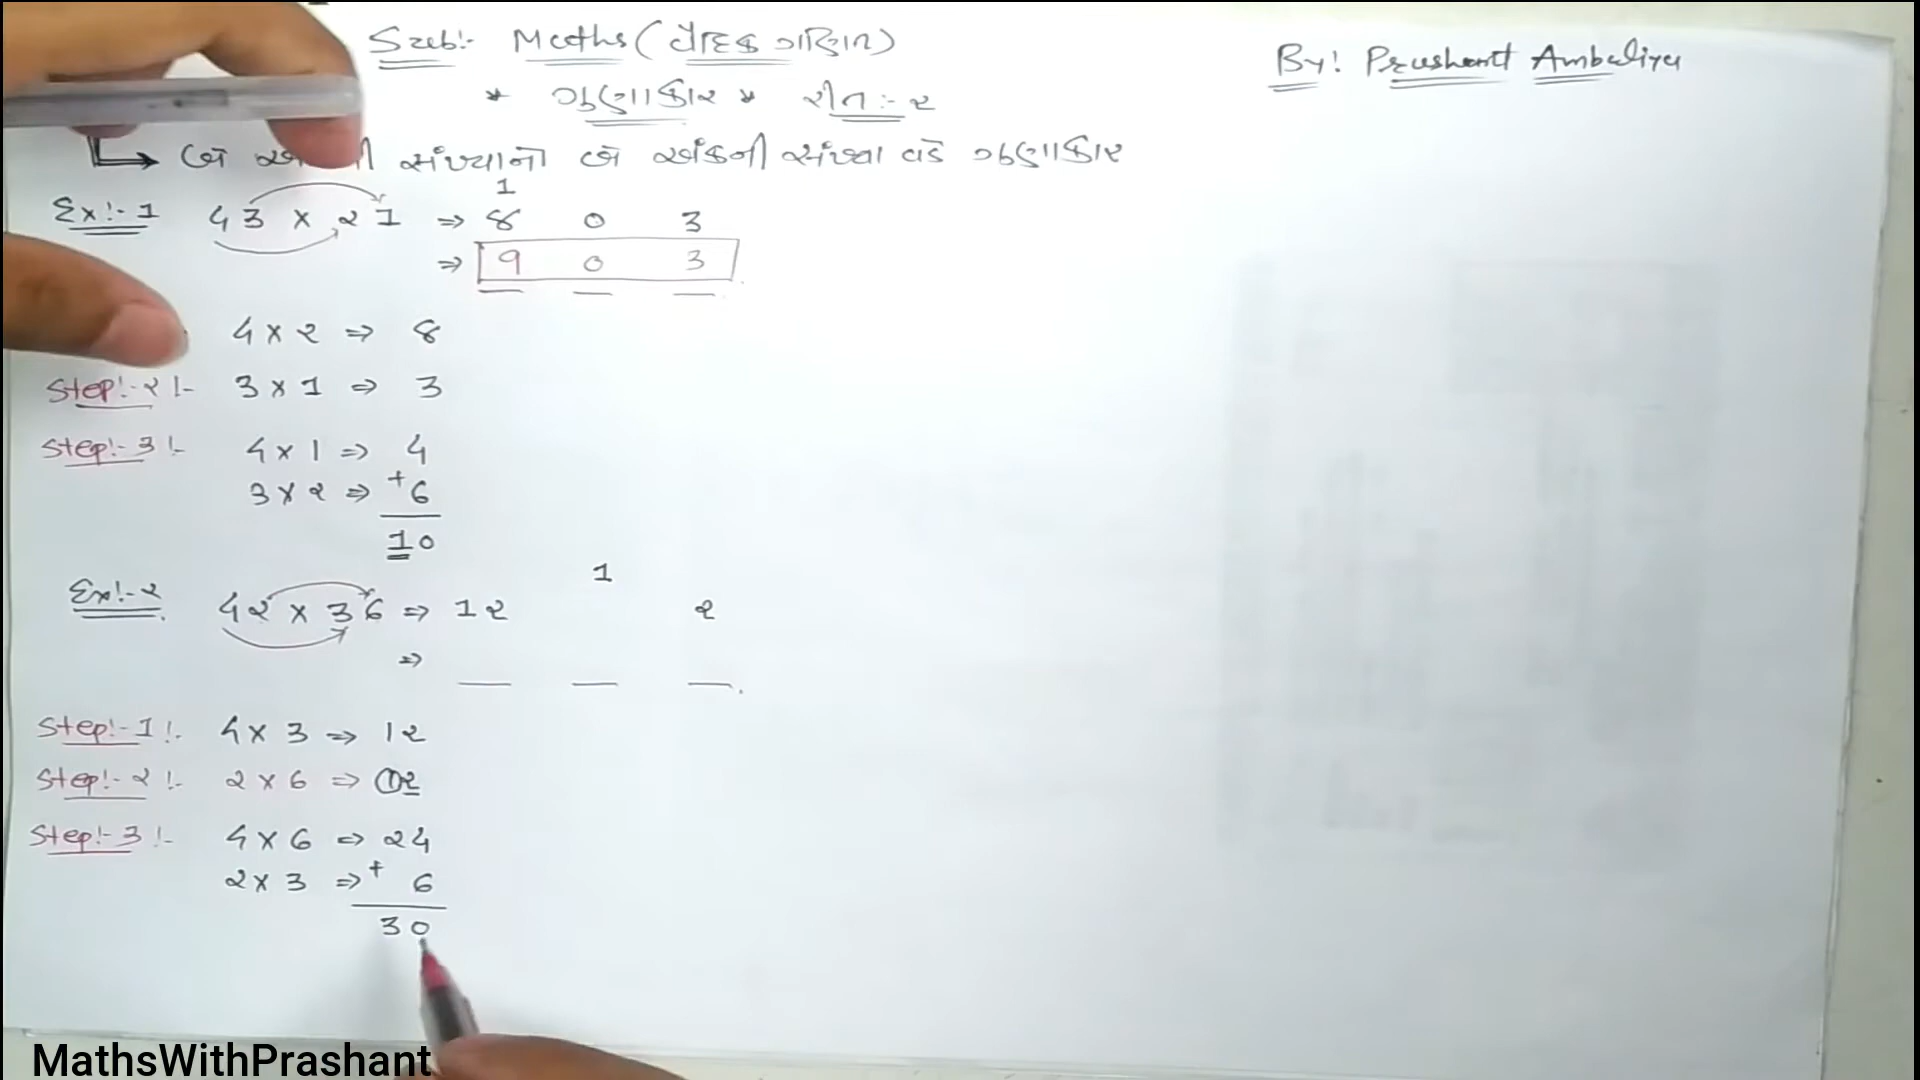 Sub:- Maths (વૈદિક ગણિત)
By: Prashant Ambaliya
* ગુણાકાર * રીત:- ૨
↳ બે સંખ્યાનો બે અંકની સંખ્યા વડે ગુણાકાર
1
Ex:-1 43 x ૨1 ⇒ 8 0 3
⇒ 9 0 3
4 x ૨ ⇒ 8
Step:-૨:- 3 x 1 ⇒ 3
Step:-3:- 4 x 1 ⇒ 4
3 x ૨ ⇒ + 6
10
1
Ex:-૨ 4૨ x 36 ⇒ 1૨ ૨
⇒ — — —.
Step:-1:- 4 x 3 ⇒ 1૨
Step:-૨:- ૨ x 6 ⇒ 1૨
Step:-3:- 4 x 6 ⇒ ૨4
૨ x 3 ⇒ + 6
30
MathsWithPrashant